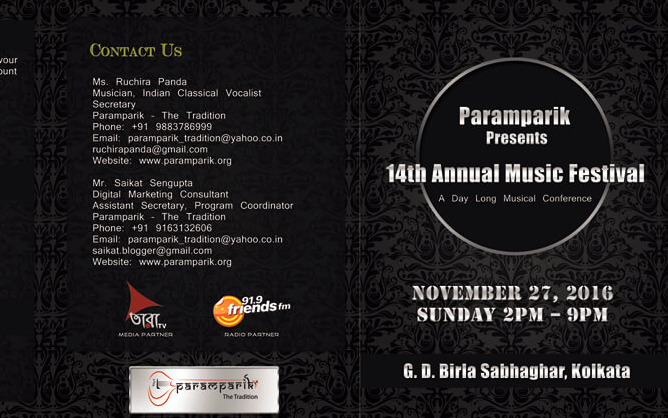 your
ount
Contact Us
Ms. Ruchira Panda
Musician, Indian Classical Vocalist
Secretary
Paramparik - The Tradition
Phone: +91 9883786999
Email: paramparik_tradition@yahoo.co.in
ruchirapanda@gmail.com
Website: www.paramparik.org
Mr. Saikat Sengupta
Digital Marketing Consultant
Assistant Secretary, Program Coordinator
Paramparik - The Tradition
Phone: +91 9163132606
Email: paramparik_tradition@yahoo.co.in
saikat.blogger@gmail.com
Website: www.paramparik.org
তারা TV
MEDIA PARTNER
91.9
friends fm
RADIO PARTNER
paramparik
The Tradition
Paramparik
Presents
14th Annual Music Festival
A Day Long Musical Conference
NOVEMBER 27, 2016
SUNDAY 2PM – 9PM
G. D. Birla Sabhaghar, Kolkata